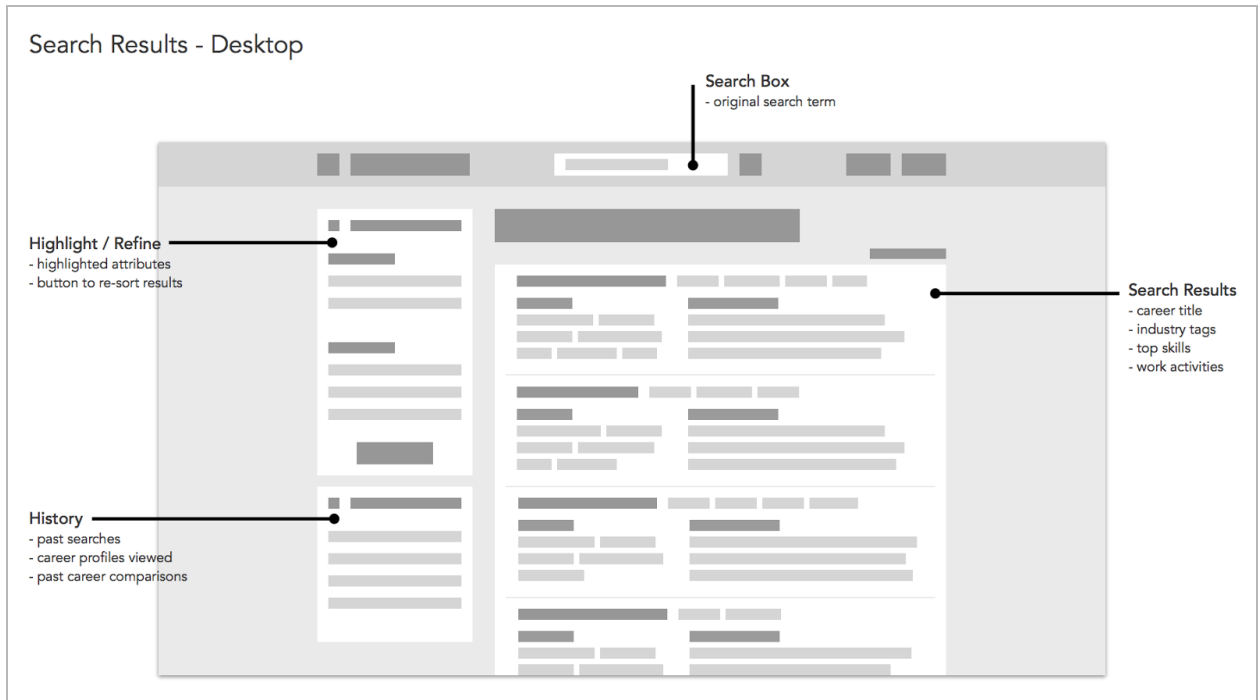 Search Results - Desktop
Search Box
- original search term
Highlight / Refine
- highlighted attributes
- button to re-sort results
Search Results
- career title
- industry tags
- top skills
- work activities
History
- past searches
- career profiles viewed
- past career comparisons